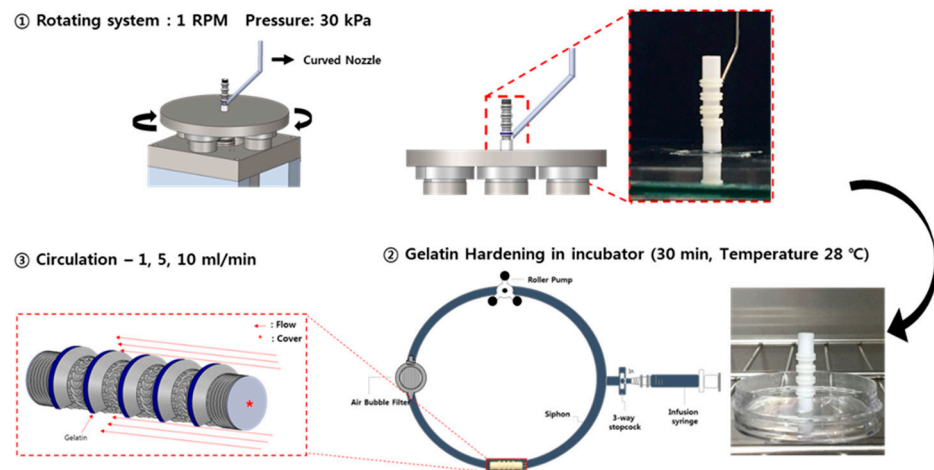 ① Rotating system : 1 RPM Pressure: 30 kPa
Curved Nozzle
③ Circulation – 1, 5, 10 ml/min
② Gelatin Hardening in incubator (30 min, Temperature 28 ℃)
Roller Pump
: Flow
* : Cover
*
Gelatin
Air Bubble Filter
Siphon
In
3-way
stopcock
Infusion
syringe